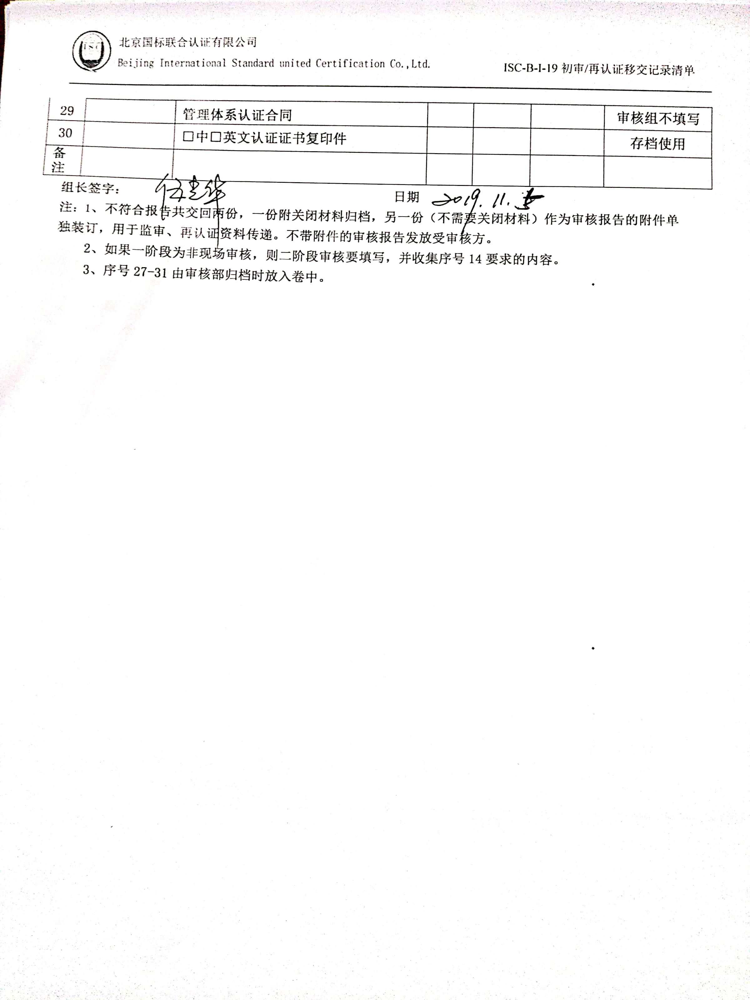 ISC
北京国标联合认证有限公司
Beijing International Standard united Certification Co.,Ltd.
ISC-B-I-19 初审/再认证移交记录清单
29 管理体系认证合同 审核组不填写
30 □中□英文认证证书复印件 存档使用
备
注
组长签字: 伍光华 日期 2019. 11.
注: 1、不符合报告共交回两份，一份附关闭材料归档，另一份（不需要关闭材料）作为审核报告的附件单
独装订，用于监审、再认证资料传递。不带附件的审核报告发放受审核方。
2、如果一阶段为非现场审核，则二阶段审核要填写，并收集序号 14 要求的内容。
3、序号 27-31 由审核部归档时放入卷中。